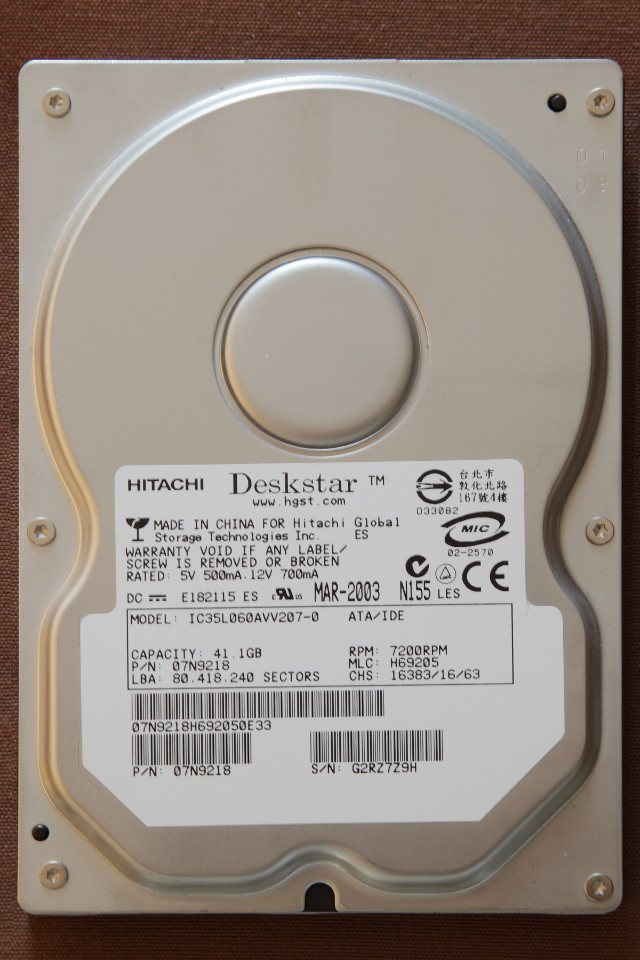 0 1
0 9
HITACHI Deskstar ™
www.hgst.com
台北市
敦化北路
167號4樓
D33082
MADE IN CHINA FOR Hitachi Global
Storage Technologies Inc. ES
MIC
02-2570
WARRANTY VOID IF ANY LABEL/
SCREW IS REMOVED OR BROKEN
RATED: 5V 500mA.12V 700mA
DC E182115 ES c RU us MAR-2003 N155 LES CE
MODEL: IC35L060AVV207-0 ATA/IDE
CAPACITY: 41.1GB RPM: 7200RPM
P/N: 07N9218 MLC: H69205
LBA: 80.418.240 SECTORS CHS: 16383/16/63
07N9218H692050E33
P/N: 07N9218 S/N: G2RZ7Z9H